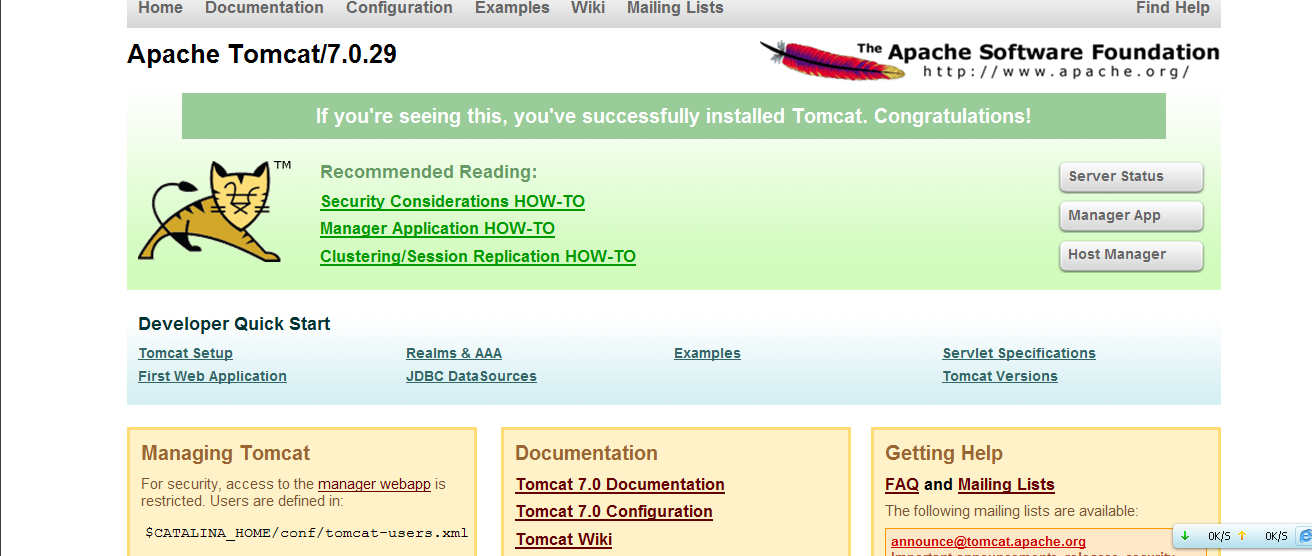 Home Documentation Configuration Examples Wiki Mailing Lists Find Help
Apache Tomcat/7.0.29
The Apache Software Foundation
http://www.apache.org/
If you're seeing this, you've successfully installed Tomcat. Congratulations!
TM
Recommended Reading:
Security Considerations HOW-TO
Manager Application HOW-TO
Clustering/Session Replication HOW-TO
Server Status
Manager App
Host Manager
Developer Quick Start
Tomcat Setup
First Web Application
Realms & AAA
JDBC DataSources
Examples
Servlet Specifications
Tomcat Versions
Managing Tomcat
For security, access to the manager webapp is
restricted. Users are defined in:
$CATALINA_HOME/conf/tomcat-users.xml
Documentation
Tomcat 7.0 Documentation
Tomcat 7.0 Configuration
Tomcat Wiki
Getting Help
FAQ and Mailing Lists
The following mailing lists are available:
announce@tomcat.apache.org
Important announcements, releases, security
0K/S 0K/S